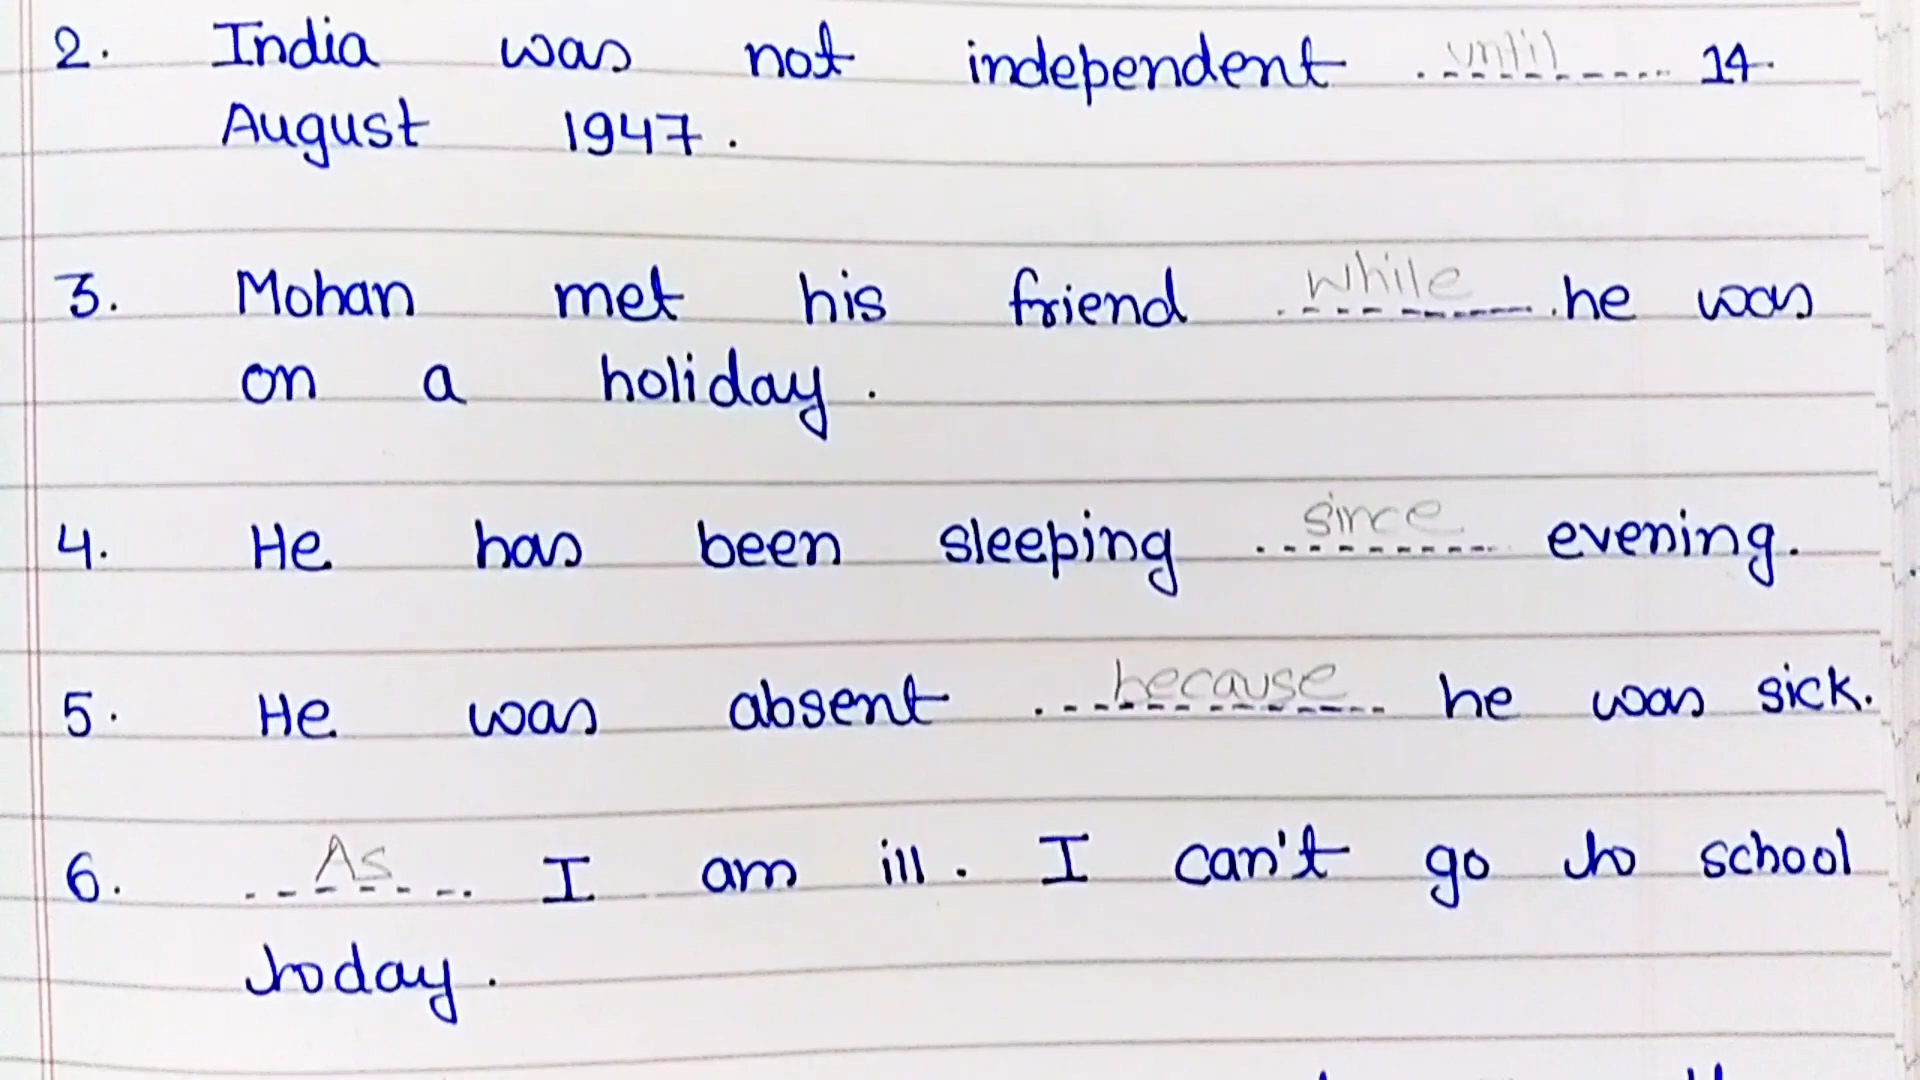 2. India was not independent until 14
August 1947.
3. Mohan met his friend while he was
on a holiday.
4. He has been sleeping since evening.
5. He was absent because he was sick.
6. As I am ill. I can't go to school
today.